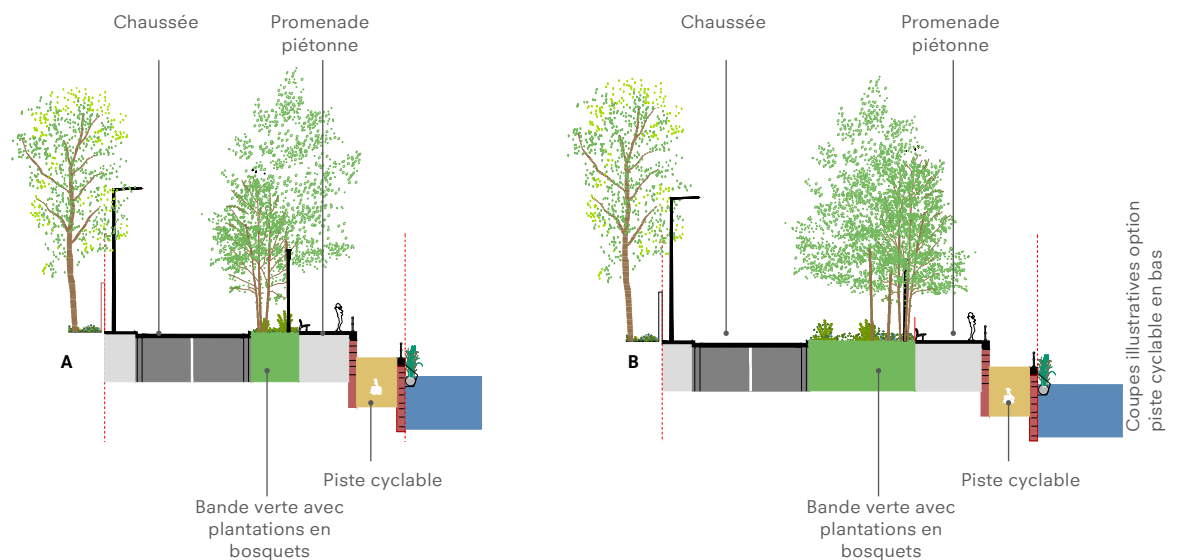 Chaussée
Promenade
piétonne
A
Piste cyclable
Bande verte avec
plantations en
bosquets
Chaussée
Promenade
piétonne
B
Piste cyclable
Bande verte avec
plantations en
bosquets
Coupes illustratives option
piste cyclable en bas